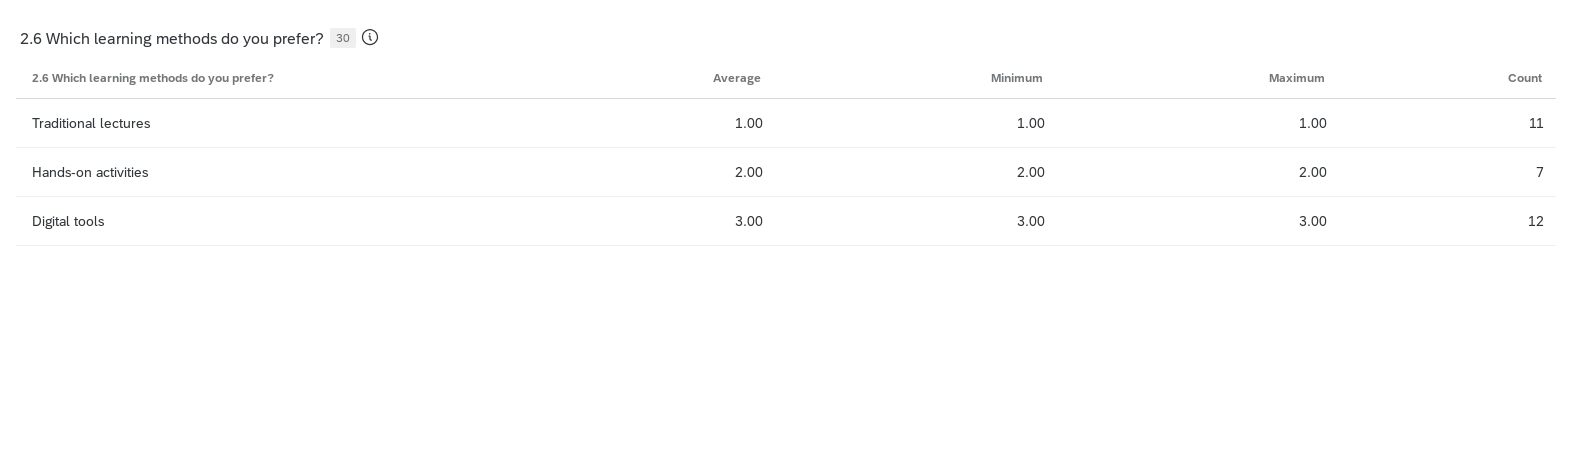 2.6 Which learning methods do you prefer? 30
2.6 Which learning methods do you prefer? Average Minimum Maximum Count
Traditional lectures 1.00 1.00 1.00 11
Hands-on activities 2.00 2.00 2.00 7
Digital tools 3.00 3.00 3.00 12